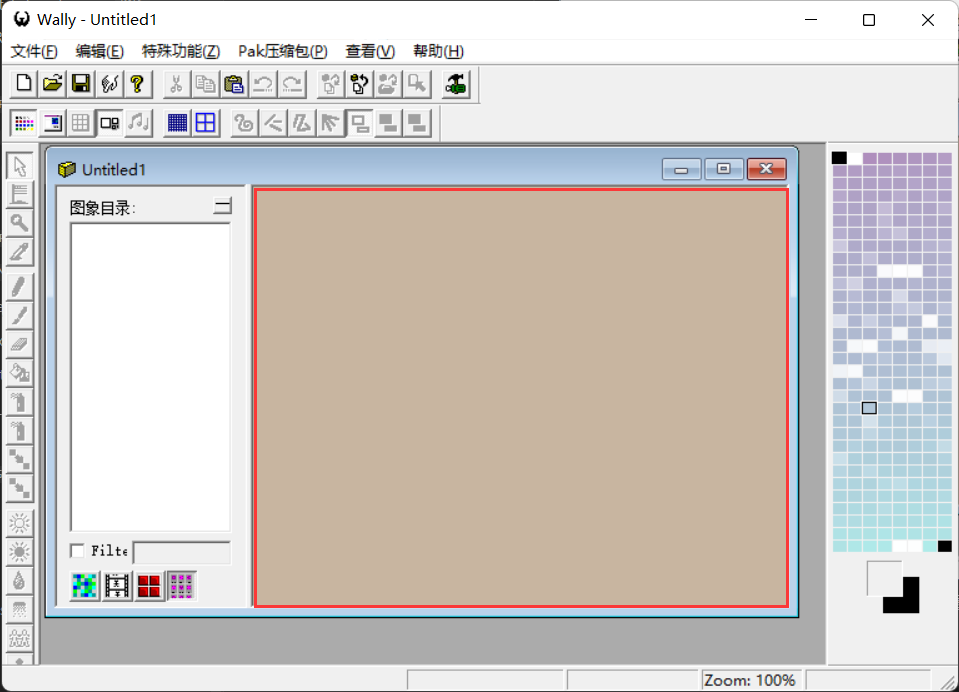 Wally - Untitled1
文件(F) 编辑(E) 特殊功能(Z) Pak压缩包(P) 查看(V) 帮助(H)
Untitled1
图象目录:
Filte
Zoom: 100%